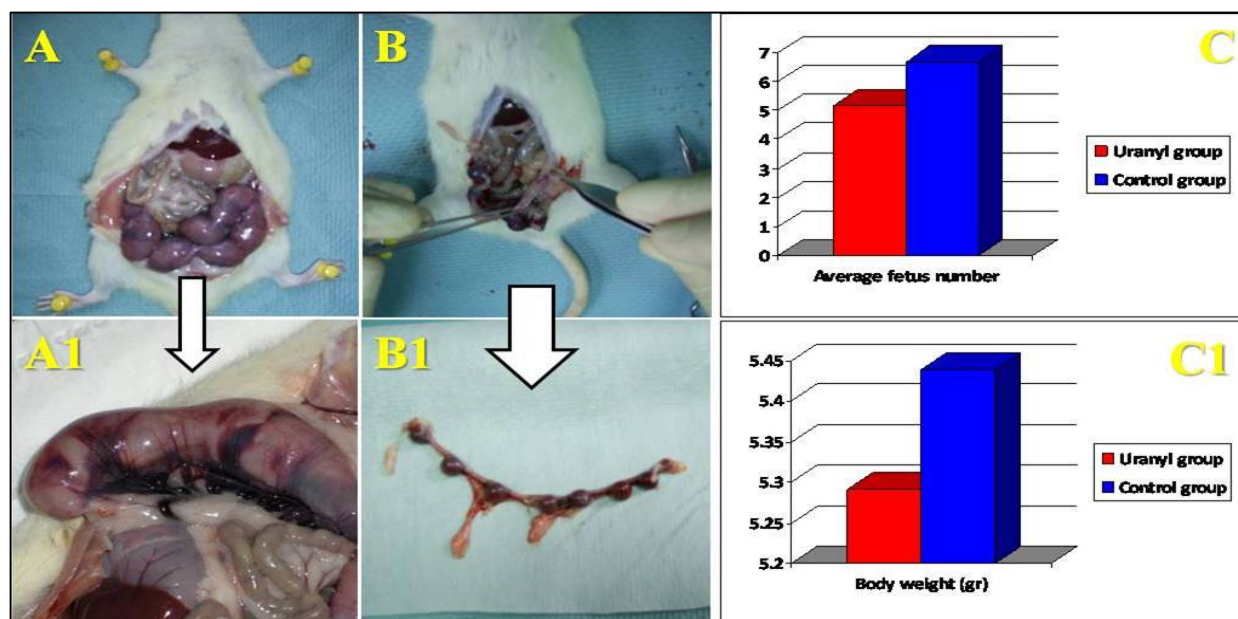 A
B
C
7
6
5
4
3
2
1
0
Average fetus number
Uranyl group
Control group
A1
B1
C1
5.45
5.4
5.35
5.3
5.25
5.2
Body weight (gr)
Uranyl group
Control group